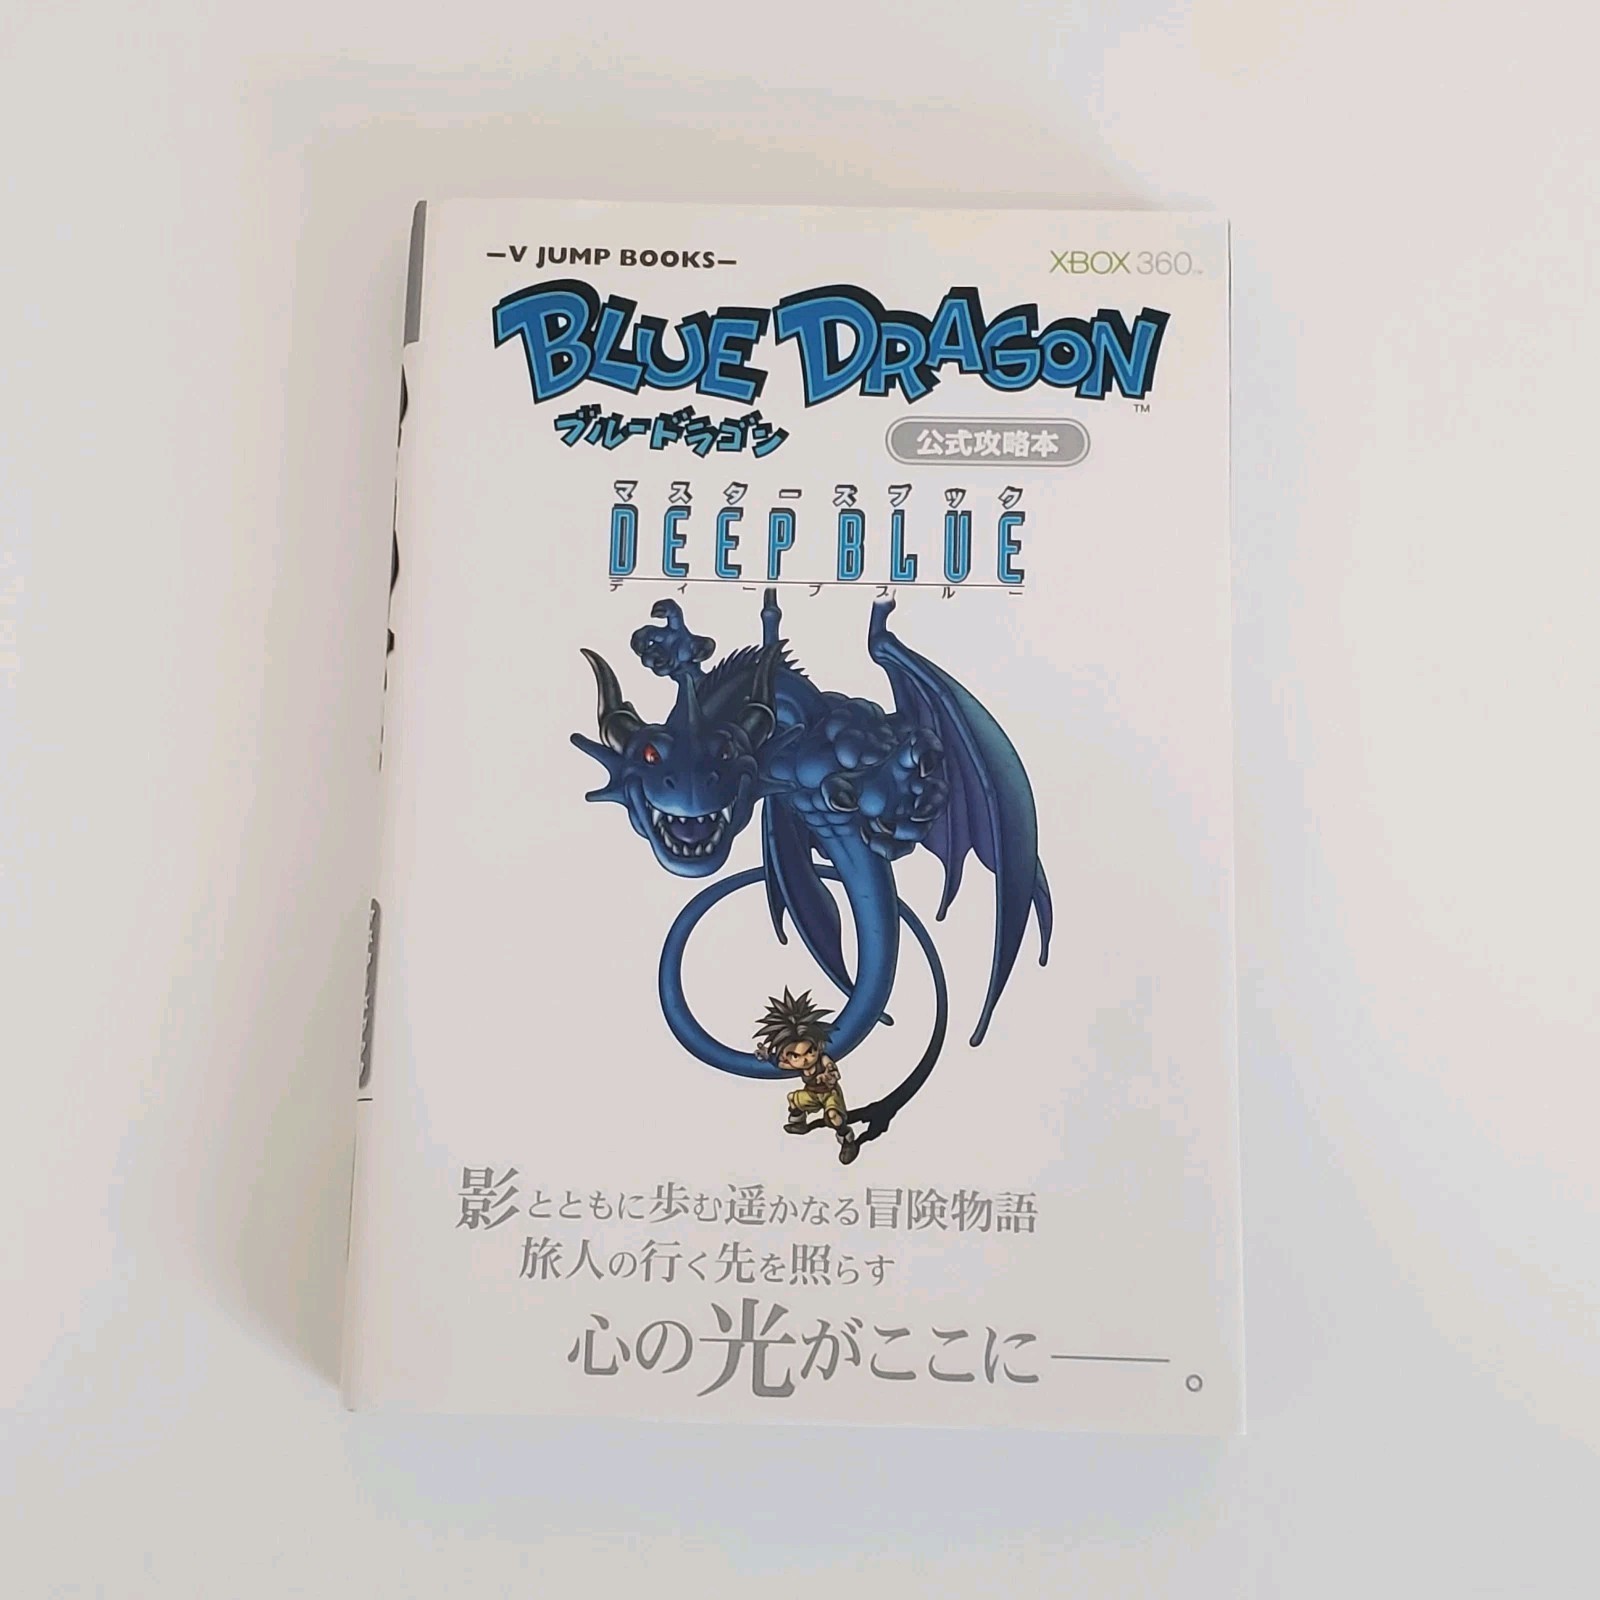 —V JUMP BOOKS—
XBOX 360™
BLUE DRAGON™
ブルードラゴン
公式攻略本
マスターズブック
DEEP BLUE
ディープブルー
影とともに歩む遥かなる冒険物語
旅人の行く先を照らす
心の光がここに――。